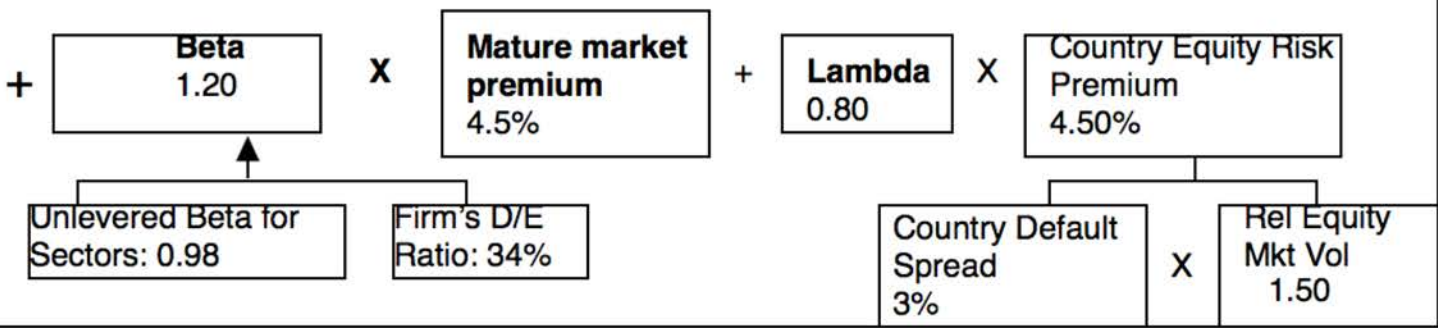 +
Beta
1.20
X
Mature market
premium
4.5%
+
Lambda
0.80
X
Country Equity Risk
Premium
4.50%
Unlevered Beta for
Sectors: 0.98
Firm's D/E
Ratio: 34%
Country Default
Spread
3%
X
Rel Equity
Mkt Vol
1.50